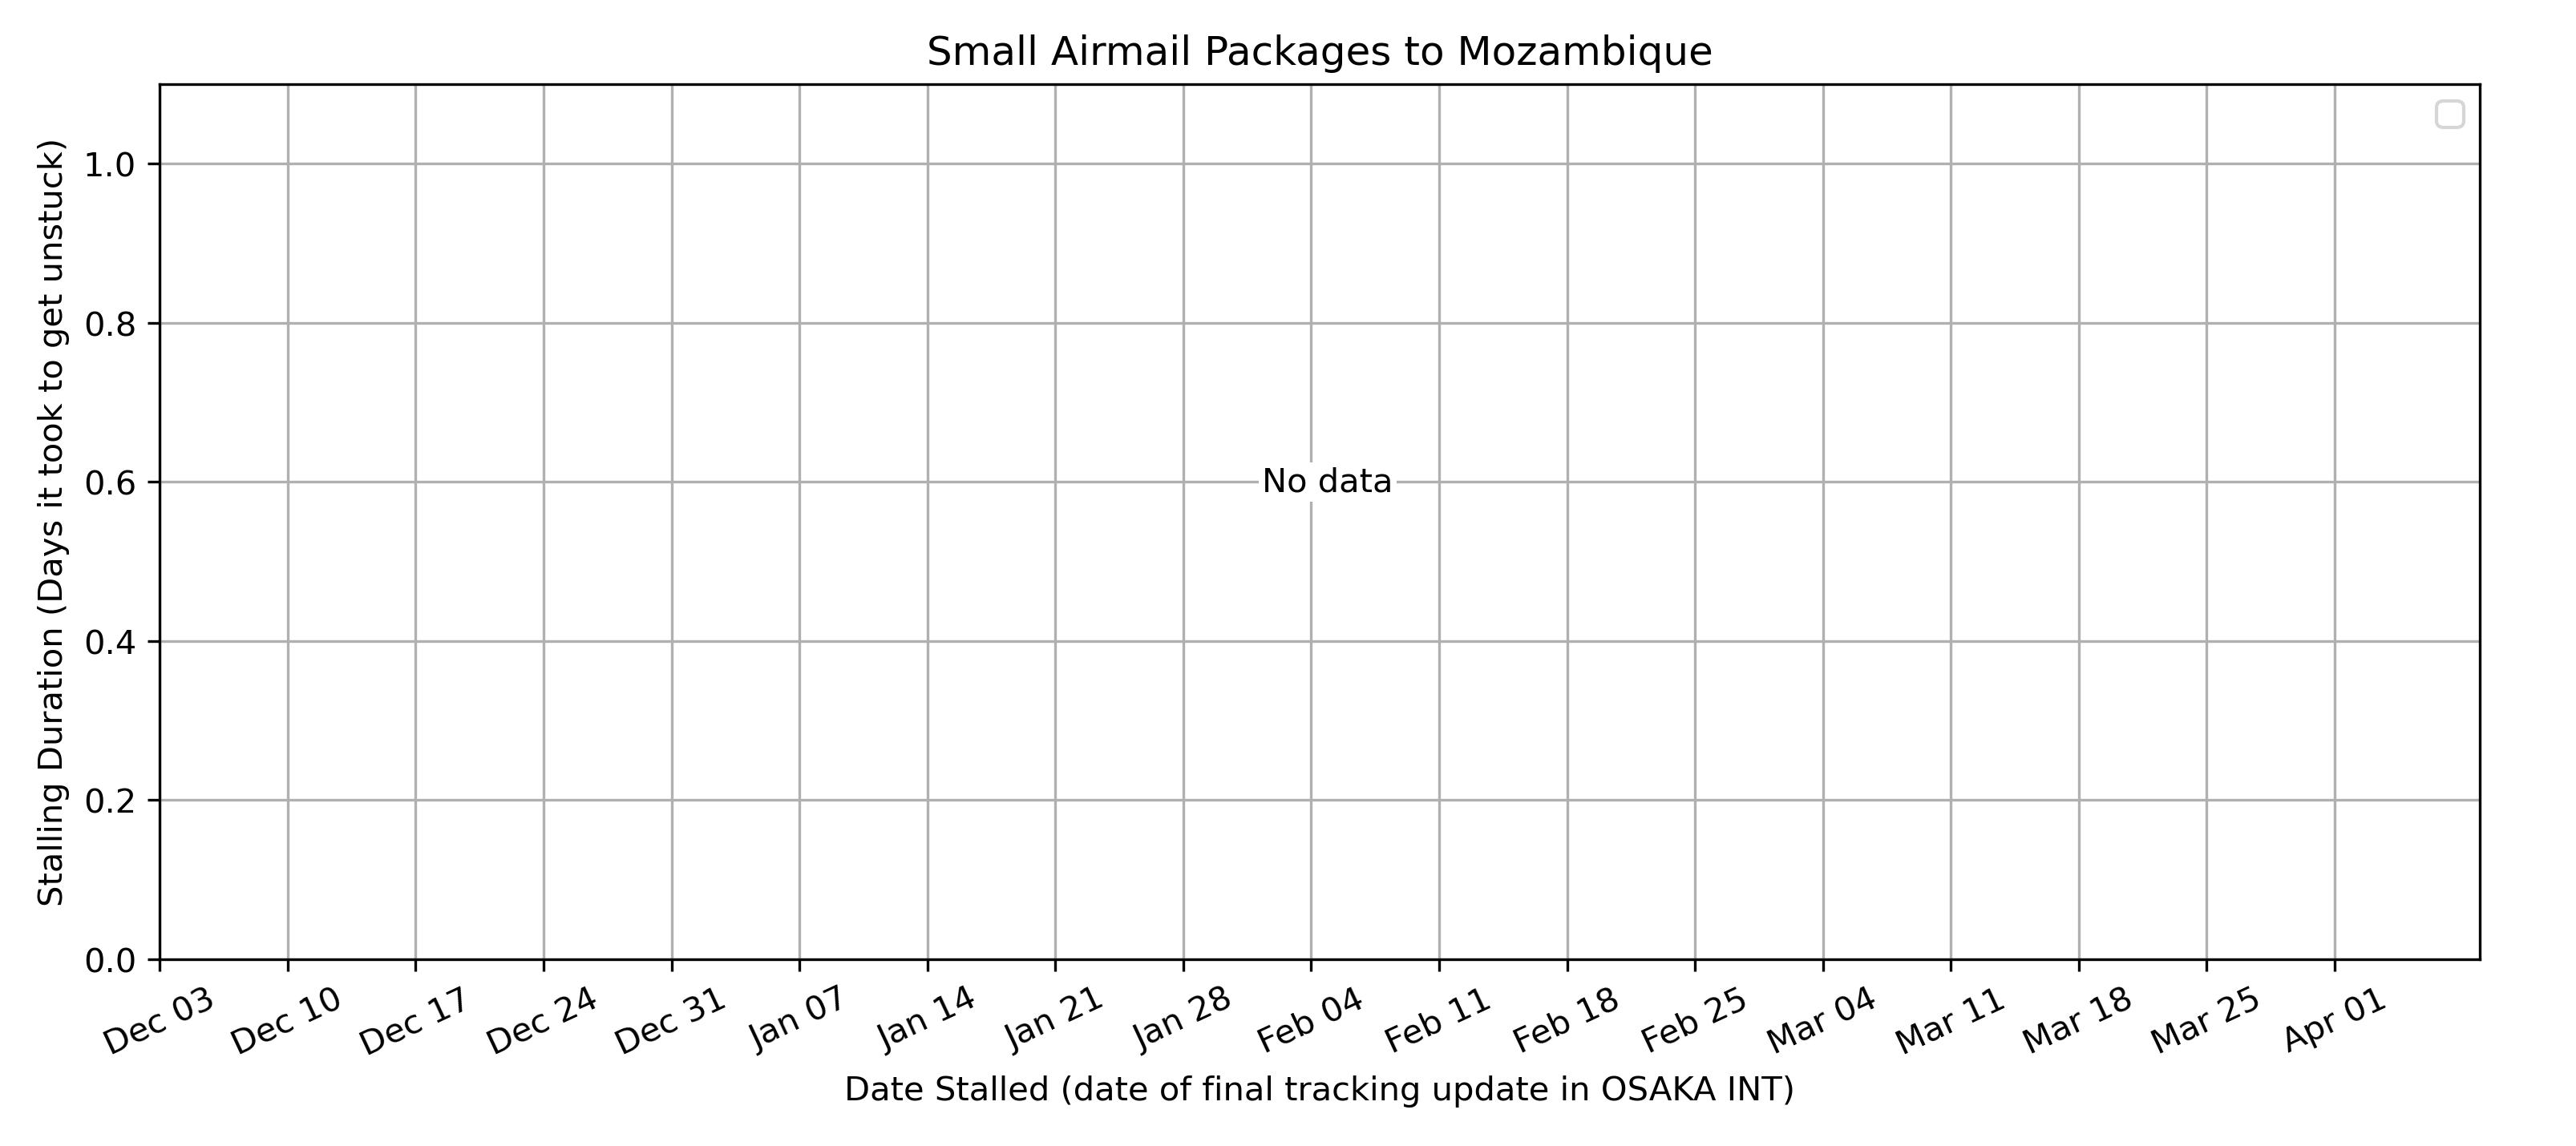 Small Airmail Packages to Mozambique
Stalling Duration (Days it took to get unstuck)
1.0
0.8
0.6
0.4
0.2
0.0
No data
Dec 03
Dec 10
Dec 17
Dec 24
Dec 31
Jan 07
Jan 14
Jan 21
Jan 28
Feb 04
Feb 11
Feb 18
Feb 25
Mar 04
Mar 11
Mar 18
Mar 25
Apr 01
Date Stalled (date of final tracking update in OSAKA INT)